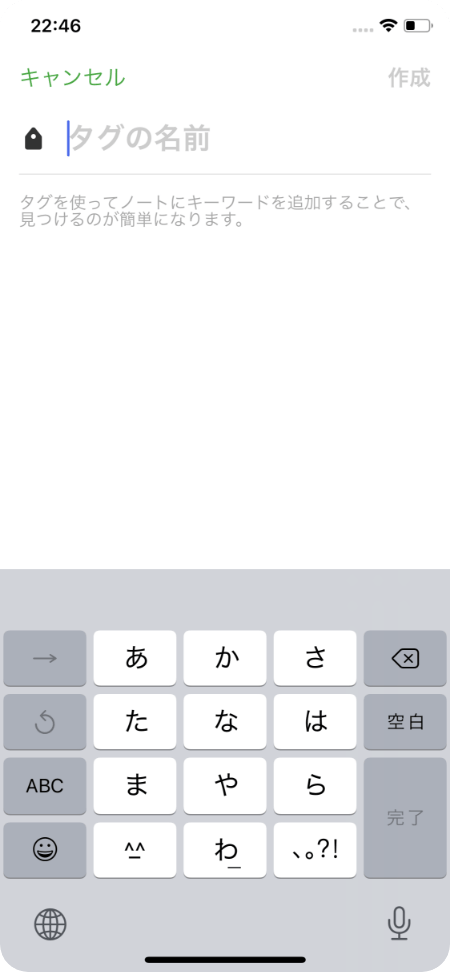 22:46
キャンセル 作成
タグの名前
タグを使ってノートにキーワードを追加することで、
見つけるのが簡単になります。
→ あ か さ
た な は 空白
ABC ま や ら 完了
^_^ わ_ 、。?!